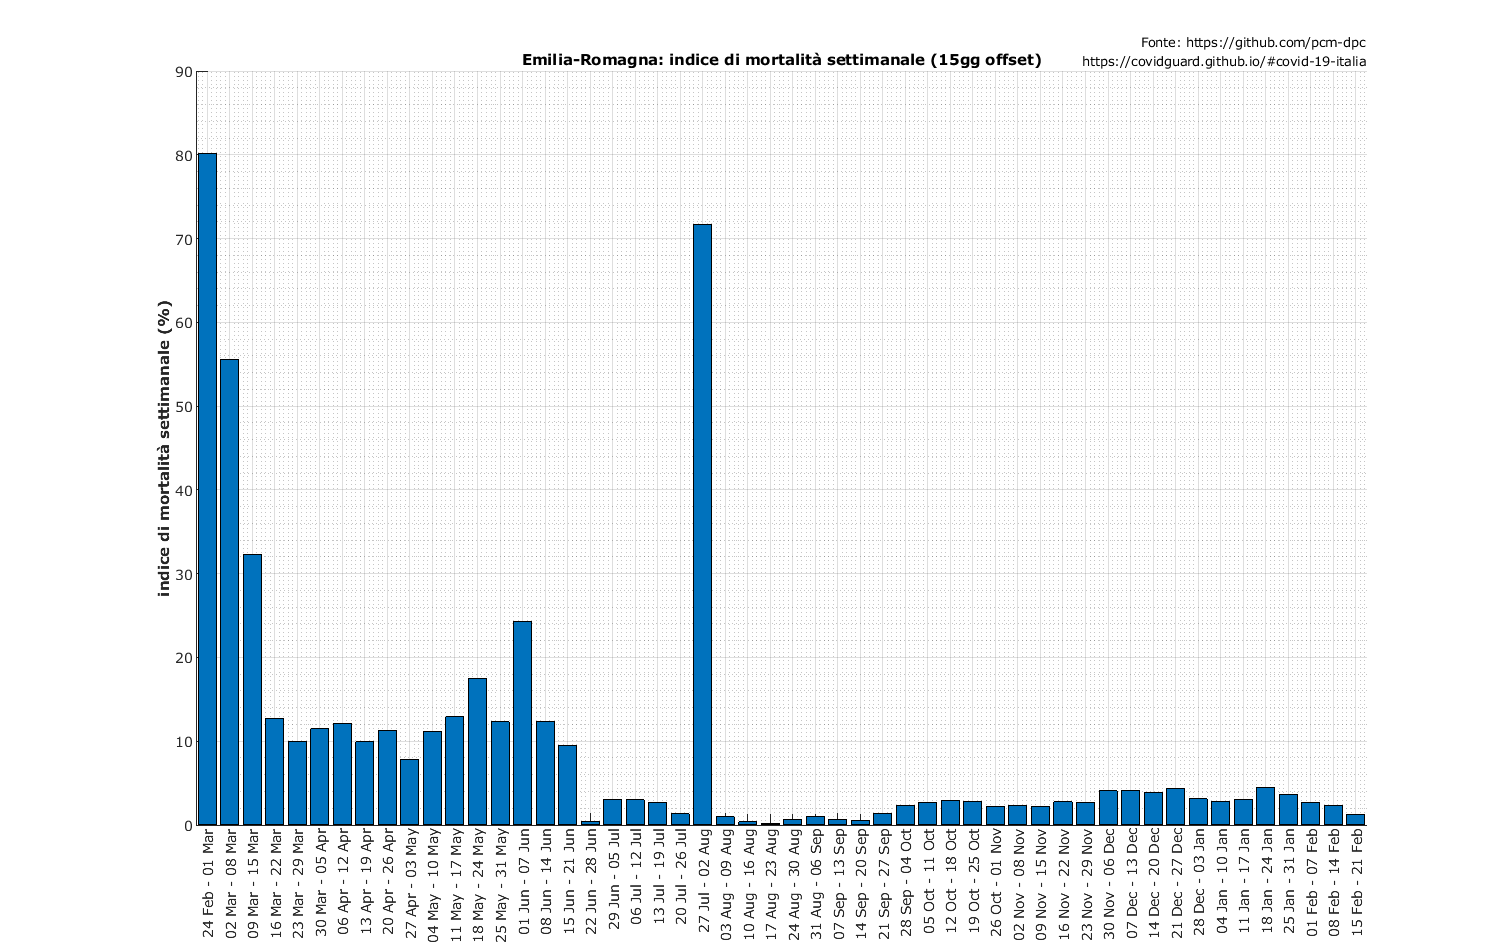 Fonte: https://github.com/pcm-dpc
Emilia-Romagna: indice di mortalità settimanale (15gg offset)
https://covidguard.github.io/#covid-19-italia
indice di mortalità settimanale (%)
90
80
70
60
50
40
30
20
10
0
24 Feb - 01 Mar
02 Mar - 08 Mar
09 Mar - 15 Mar
16 Mar - 22 Mar
23 Mar - 29 Mar
30 Mar - 05 Apr
06 Apr - 12 Apr
13 Apr - 19 Apr
20 Apr - 26 Apr
27 Apr - 03 May
04 May - 10 May
11 May - 17 May
18 May - 24 May
25 May - 31 May
01 Jun - 07 Jun
08 Jun - 14 Jun
15 Jun - 21 Jun
22 Jun - 28 Jun
29 Jun - 05 Jul
06 Jul - 12 Jul
13 Jul - 19 Jul
20 Jul - 26 Jul
27 Jul - 02 Aug
03 Aug - 09 Aug
10 Aug - 16 Aug
17 Aug - 23 Aug
24 Aug - 30 Aug
31 Aug - 06 Sep
07 Sep - 13 Sep
14 Sep - 20 Sep
21 Sep - 27 Sep
28 Sep - 04 Oct
05 Oct - 11 Oct
12 Oct - 18 Oct
19 Oct - 25 Oct
26 Oct - 01 Nov
02 Nov - 08 Nov
09 Nov - 15 Nov
16 Nov - 22 Nov
23 Nov - 29 Nov
30 Nov - 06 Dec
07 Dec - 13 Dec
14 Dec - 20 Dec
21 Dec - 27 Dec
28 Dec - 03 Jan
04 Jan - 10 Jan
11 Jan - 17 Jan
18 Jan - 24 Jan
25 Jan - 31 Jan
01 Feb - 07 Feb
08 Feb - 14 Feb
15 Feb - 21 Feb